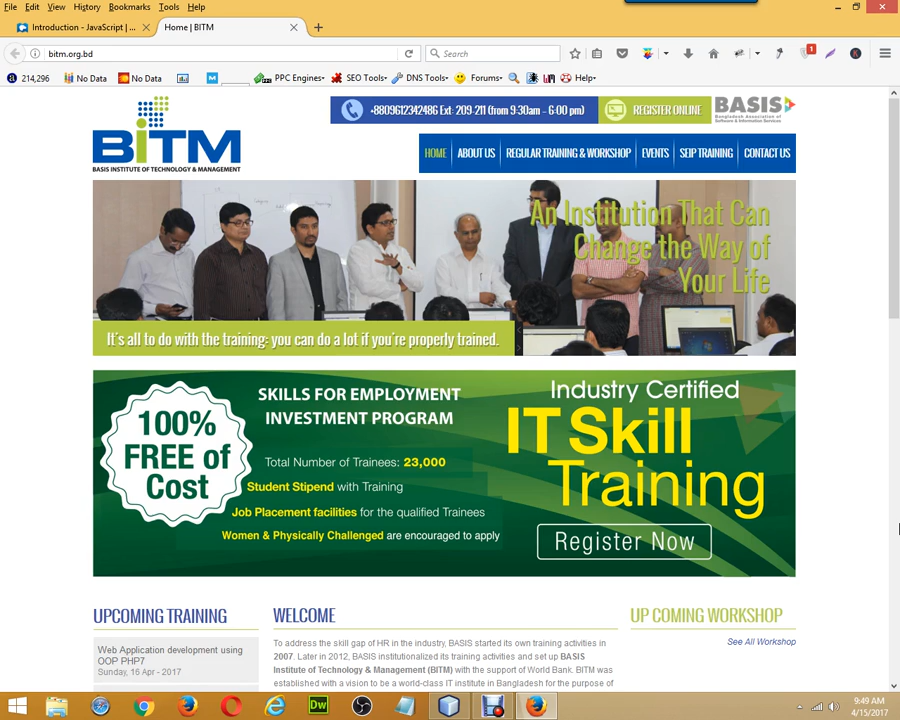 File Edit View History Bookmarks Tools Help
Introduction - JavaScript | ... Home | BITM
bitm.org.bd Search 1
214,296 No Data No Data PPC Engines SEO Tools DNS Tools Forums Help
+8809612342486 Ext: 209-211 (from 9:30am – 6:00 pm) REGISTER ONLINE BASIS
Bangladesh Association of
Software & Information Services
BiTM
BASIS INSTITUTE OF TECHNOLOGY & MANAGEMENT
HOME ABOUT US REGULAR TRAINING & WORKSHOP EVENTS SEIP TRAINING CONTACT US
An Institution That Can
Change the Way of
Your Life
It's all to do with the training: you can do a lot if you're properly trained.
100%
FREE of
Cost
SKILLS FOR EMPLOYMENT
INVESTMENT PROGRAM
Total Number of Trainees: 23,000
Student Stipend with Training
Job Placement facilities for the qualified Trainees
Women & Physically Challenged are encouraged to apply
Industry Certified
IT Skill
Training
Register Now
UPCOMING TRAINING
Web Application development using
OOP PHP7
Sunday, 16 Apr - 2017
WELCOME
To address the skill gap of HR in the industry, BASIS started its own training activities in
2007. Later in 2012, BASIS institutionalized its training activities and set up BASIS
Institute of Technology & Management (BITM) with the support of World Bank. BITM was
established with a vision to be a world-class IT institute in Bangladesh for the purpose of
UP COMING WORKSHOP
See All Workshop
Dw
9:49 AM
4/15/2017